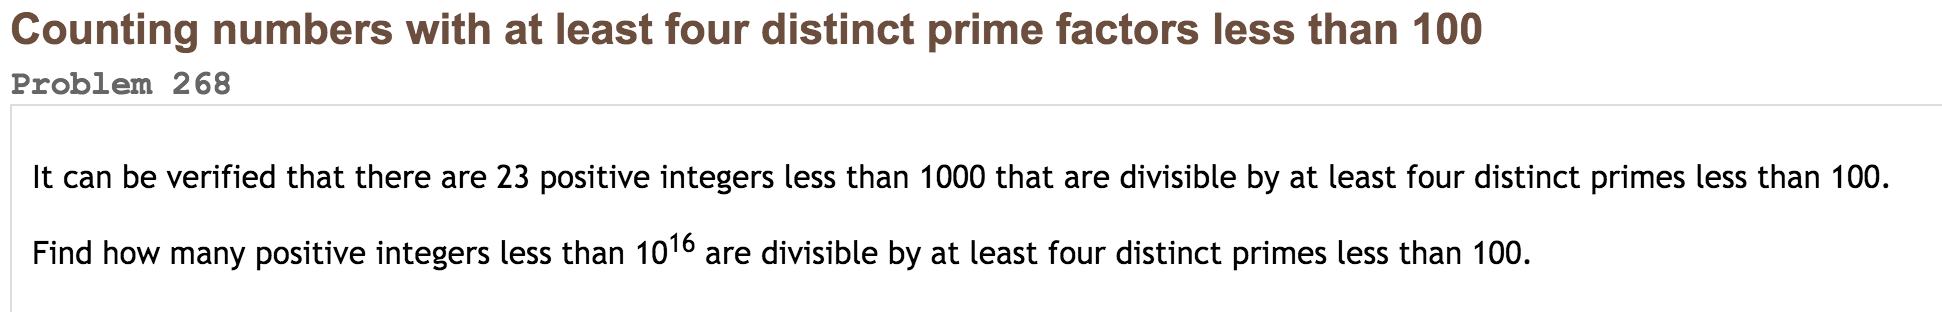 Counting numbers with at least four distinct prime factors less than 100
Problem 268
It can be verified that there are 23 positive integers less than 1000 that are divisible by at least four distinct primes less than 100.
Find how many positive integers less than 10¹⁶ are divisible by at least four distinct primes less than 100.